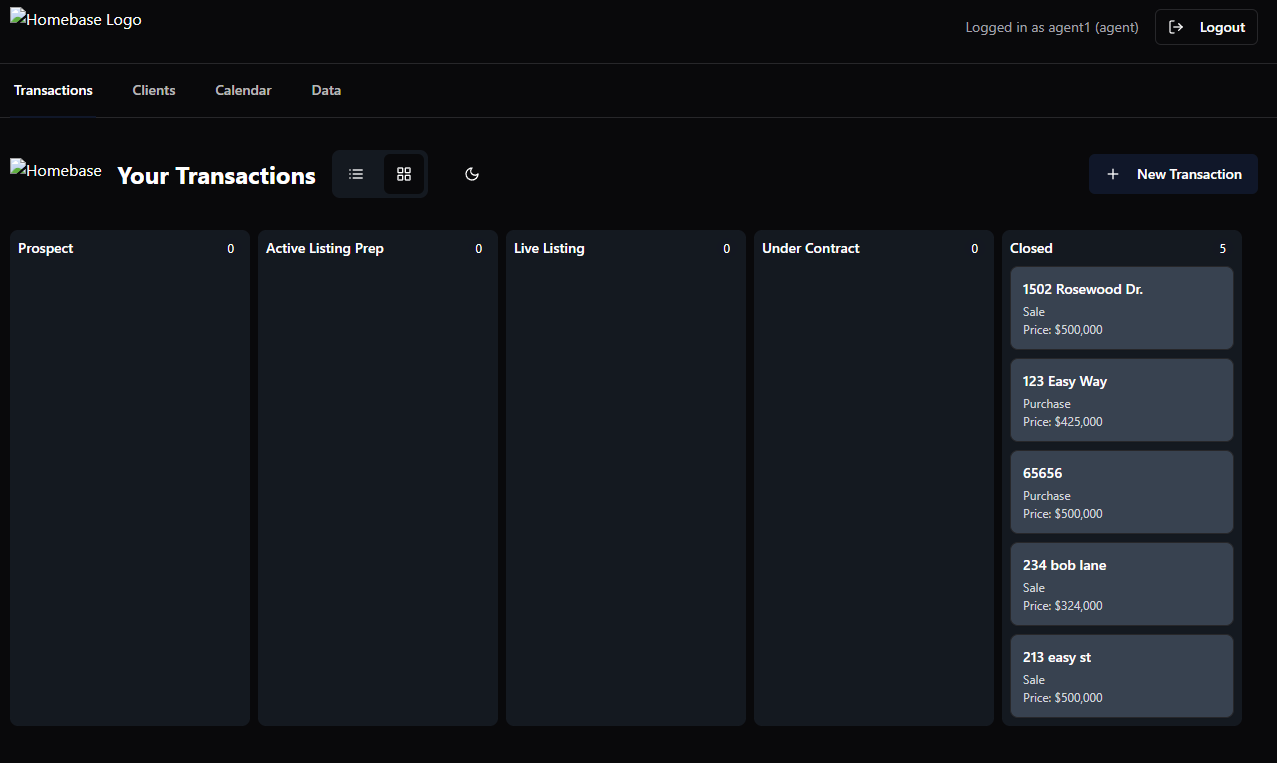 Homebase Logo
Logged in as agent1 (agent)
Logout
Transactions
Clients
Calendar
Data
Homebase
Your Transactions
New Transaction
Prospect 0
Active Listing Prep 0
Live Listing 0
Under Contract 0
Closed 5
1502 Rosewood Dr.
Sale
Price: $500,000
123 Easy Way
Purchase
Price: $425,000
65656
Purchase
Price: $500,000
234 bob lane
Sale
Price: $324,000
213 easy st
Sale
Price: $500,000